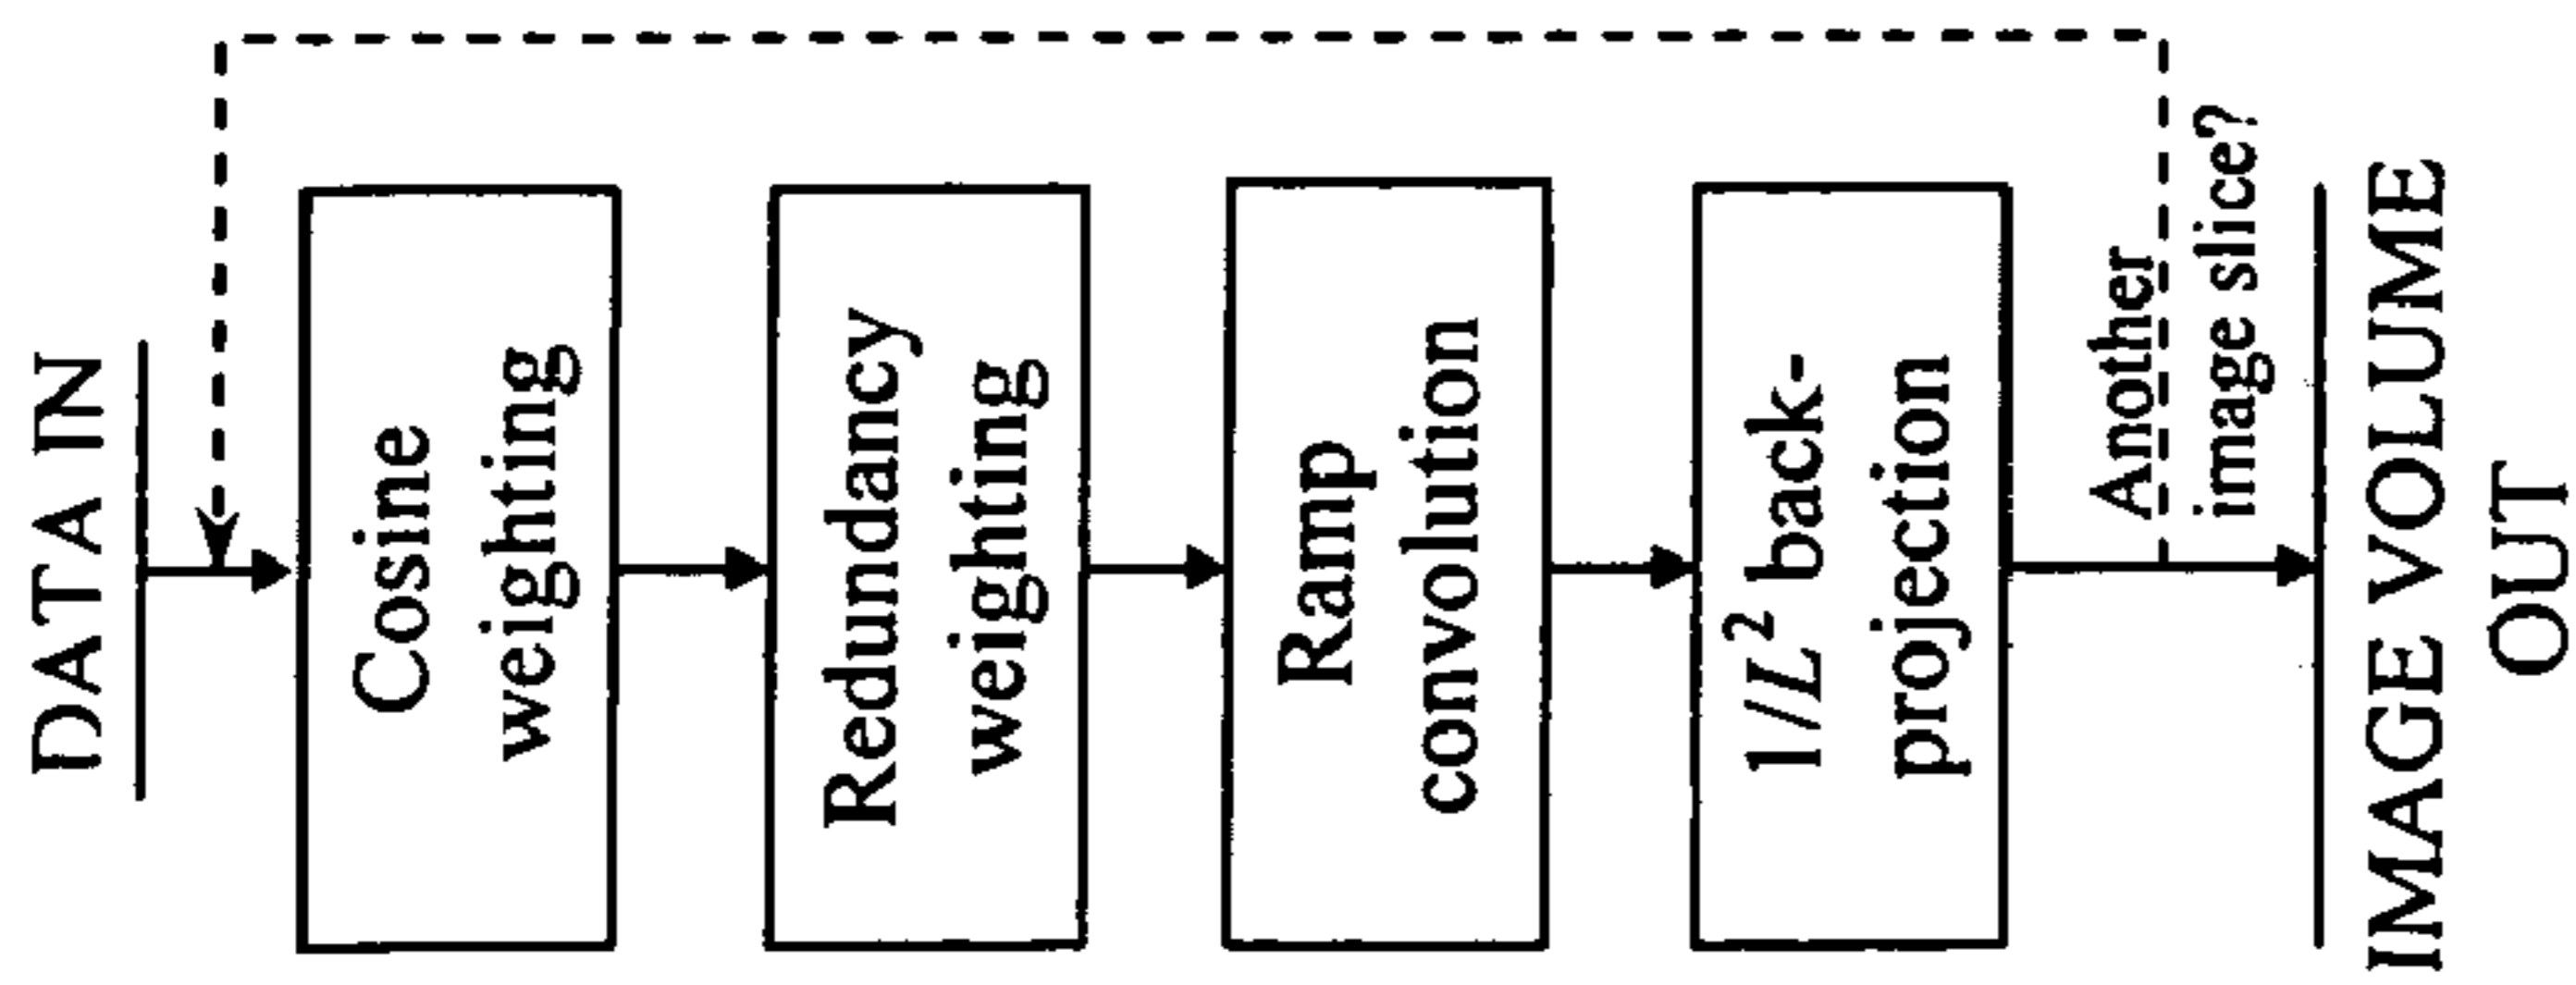 DATA IN
Cosine
weighting
Redundancy
weighting
Ramp
convolution
1/L² back-
projection
Another
image slice?
IMAGE VOLUME
OUT